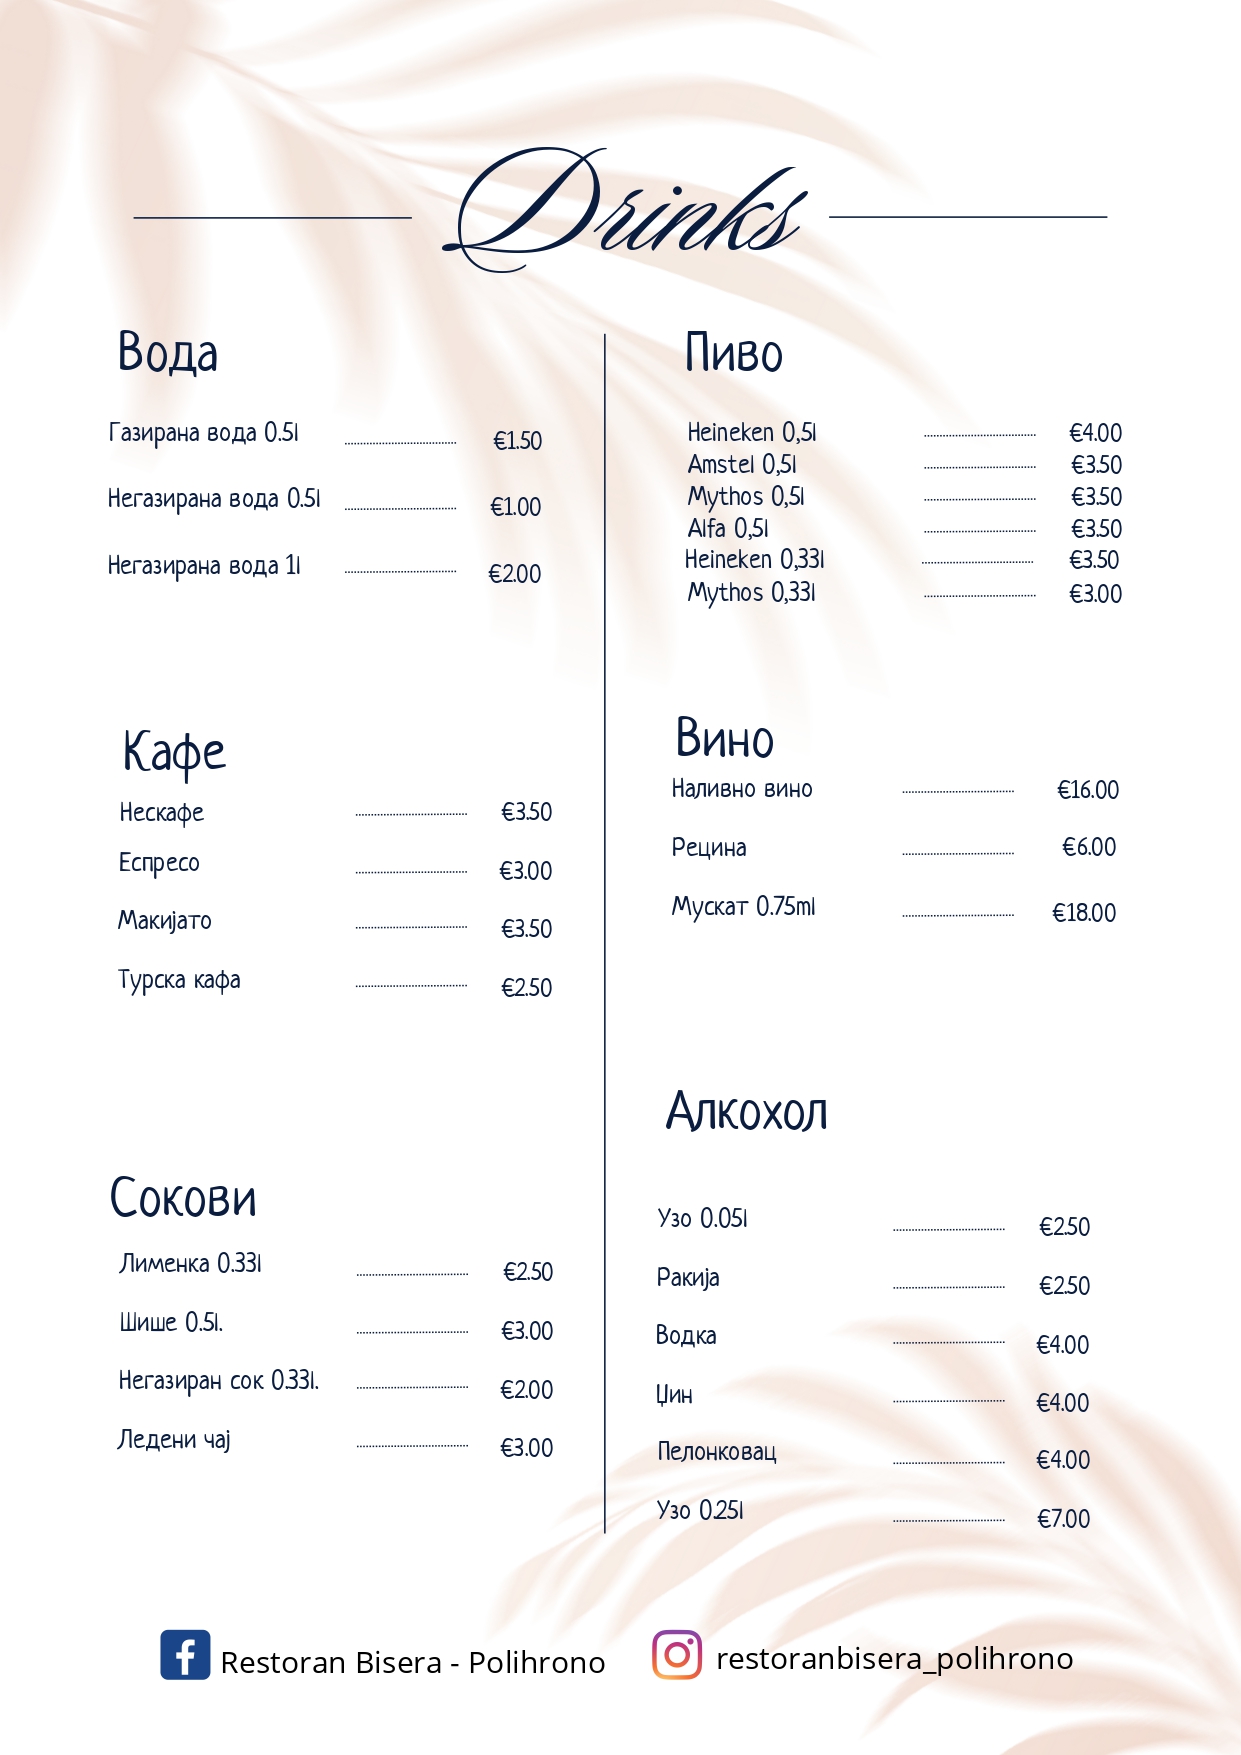 Drinks
Вода
Газирана вода 0.5l €1.50
Негазирана вода 0.5l €1.00
Негазирана вода 1l €2.00
Кафе
Нескафе €3.50
Еспресо €3.00
Макијато €3.50
Турска кафа €2.50
Сокови
Лименка 0.33l €2.50
Шише 0.5l. €3.00
Негазиран сок 0.33l. €2.00
Ледени чај €3.00
Пиво
Heineken 0,5l €4.00
Amstel 0,5l €3.50
Mythos 0,5l €3.50
Alfa 0,5l €3.50
Heineken 0,33l €3.50
Mythos 0,33l €3.00
Вино
Наливно вино €16.00
Рецина €6.00
Мускат 0.75ml €18.00
Алкохол
Узо 0.05l €2.50
Ракија €2.50
Водка €4.00
Џин €4.00
Пелонковац €4.00
Узо 0.25l €7.00
Restoran Bisera - Polihrono
restoranbisera_polihrono